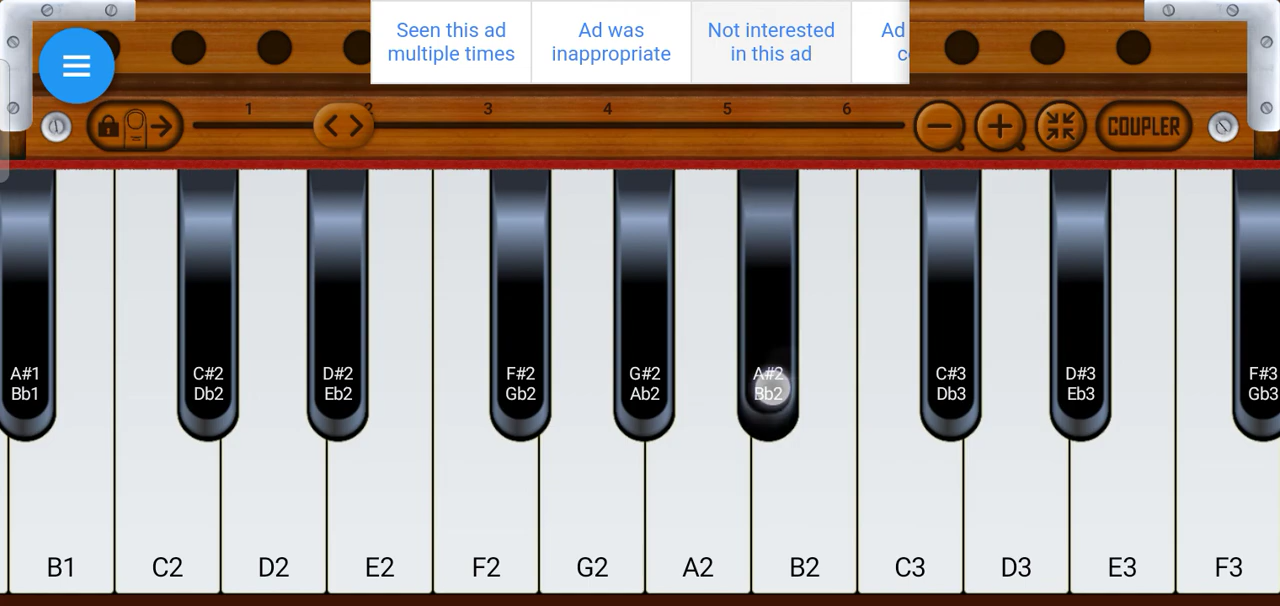 Seen this ad
multiple times
Ad was
inappropriate
Not interested
in this ad
Ad
c
1
2
3
4
5
6
COUPLER
A#1
Bb1
C#2
Db2
D#2
Eb2
F#2
Gb2
G#2
Ab2
A#2
Bb2
C#3
Db3
D#3
Eb3
F#3
Gb3
B1
C2
D2
E2
F2
G2
A2
B2
C3
D3
E3
F3